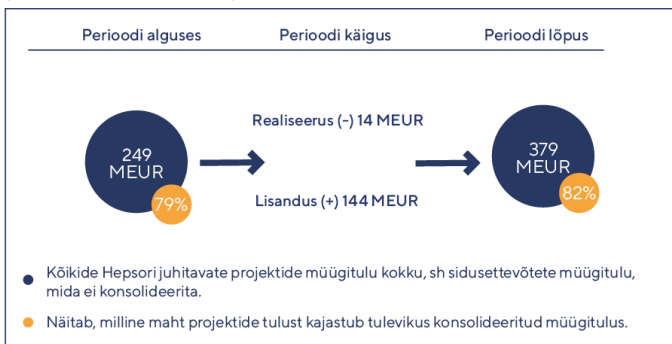 Perioodi alguses
Perioodi käigus
Perioodi lõpus
249
MEUR
79%
Realiseerus (-) 14 MEUR
Lisandus (+) 144 MEUR
379
MEUR
82%
Kõikide Hepsori juhitavate projektide müügitulu kokku, sh sidusettevõtete müügitulu,
mida ei konsolideerita.
Näitab, milline maht projektide tulust kajastub tulevikus konsolideeritud müügitulus.